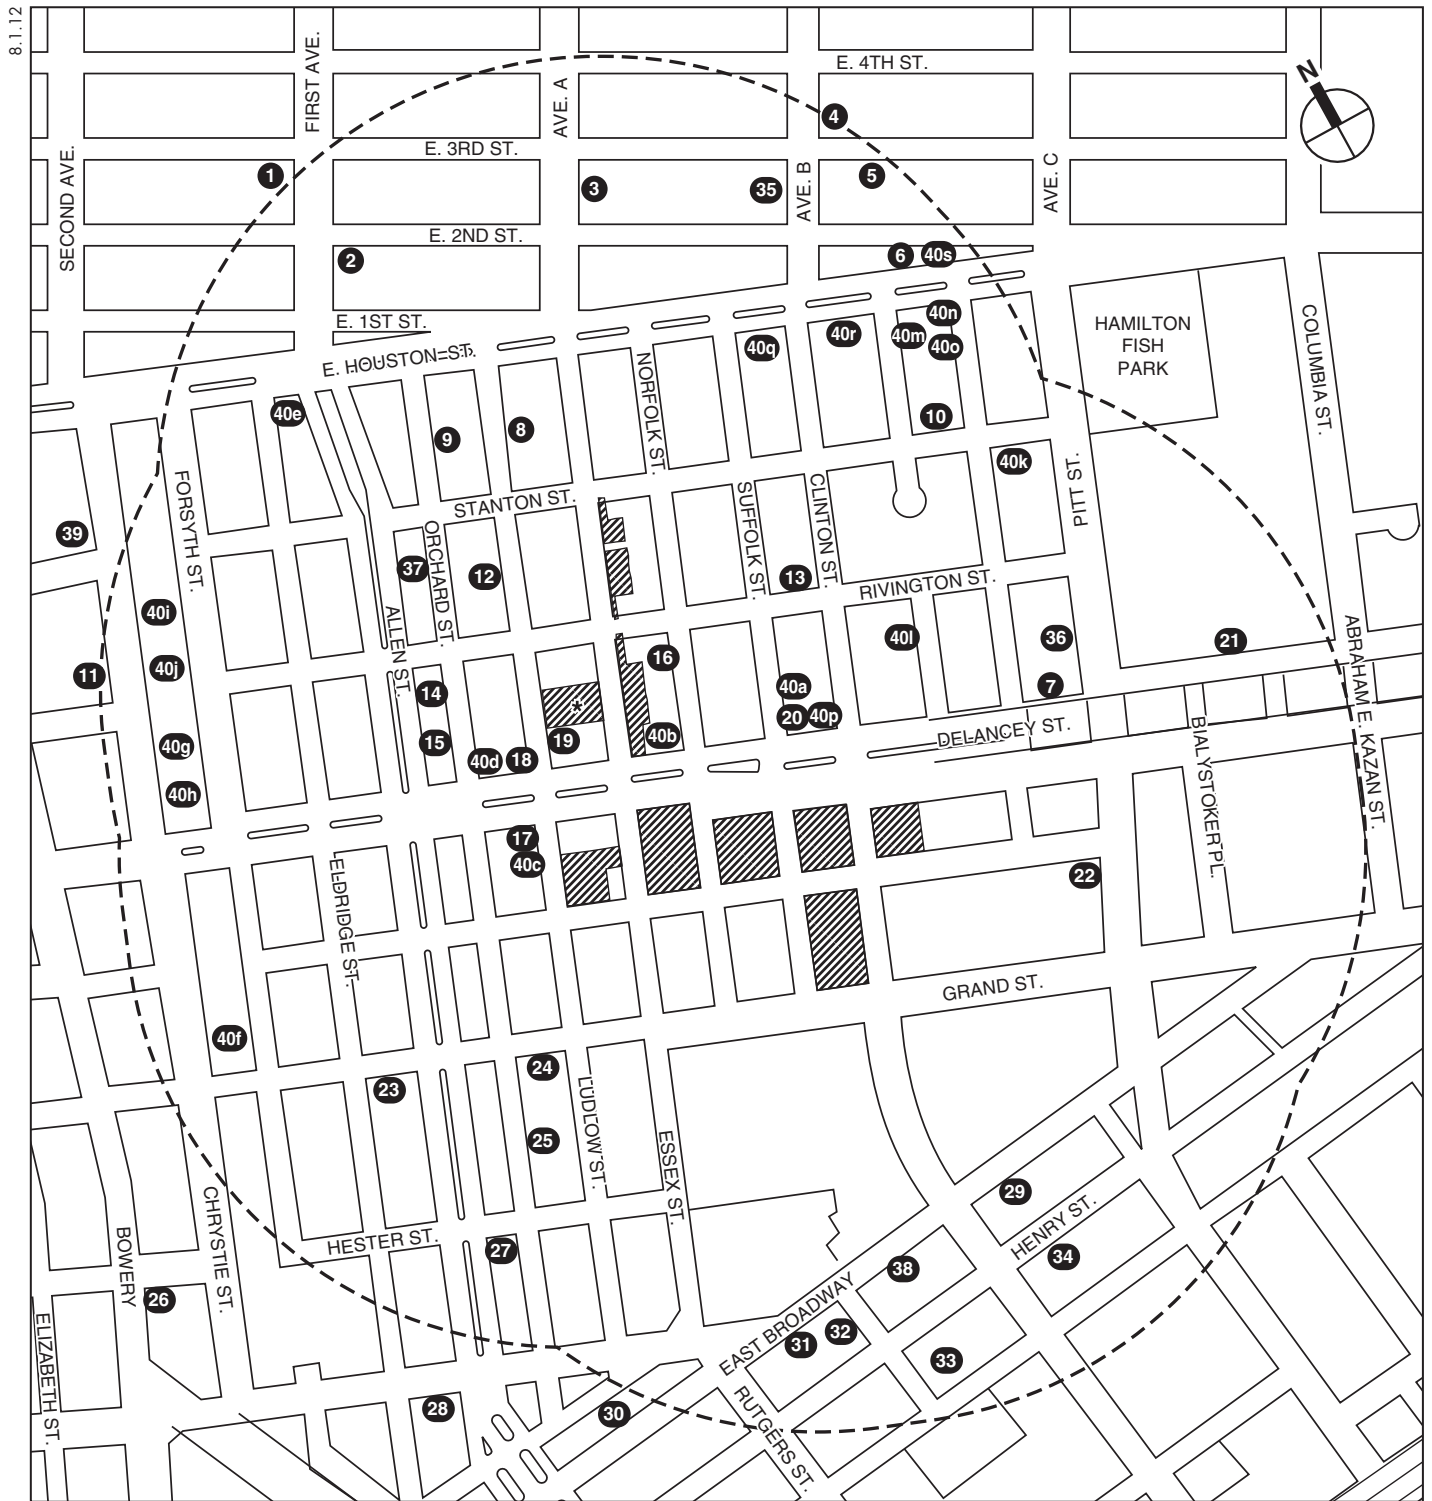 8.1.12
E. 4TH ST.
N
FIRST AVE.
AVE. A
4
E. 3RD ST.
SECOND AVE.
1
3
35
AVE. B
5
AVE. C
E. 2ND ST.
2
6
40s
E. 1ST ST.
E. HOUSTON ST.
40n
40m
40o
40r
40q
HAMILTON
FISH
PARK
COLUMBIA ST.
NORFOLK ST.
40e
9
8
10
40k
STANTON ST.
FORSYTH ST.
SUFFOLK ST.
CLINTON ST.
PITT ST.
39
ORCHARD ST.
37
12
13
RIVINGTON ST.
40i
ALLEN ST.
40l
36
21
ABRAHAM E. KAZAN ST.
11
40j
16
14
40a
7
*
20
40p
40g
15
40d
18
19
40b
DELANCEY ST.
BIALYSTOKER PL.
40h
17
40c
22
ELDRIDGE ST.
GRAND ST.
40f
23
24
LUDLOW ST.
25
ESSEX ST.
29
CHRYSTIE ST.
BOWERY
HESTER ST.
27
HENRY ST.
34
38
26
EAST BROADWAY
31
32
33
ELIZABETH ST.
28
30
RUTGERS ST.